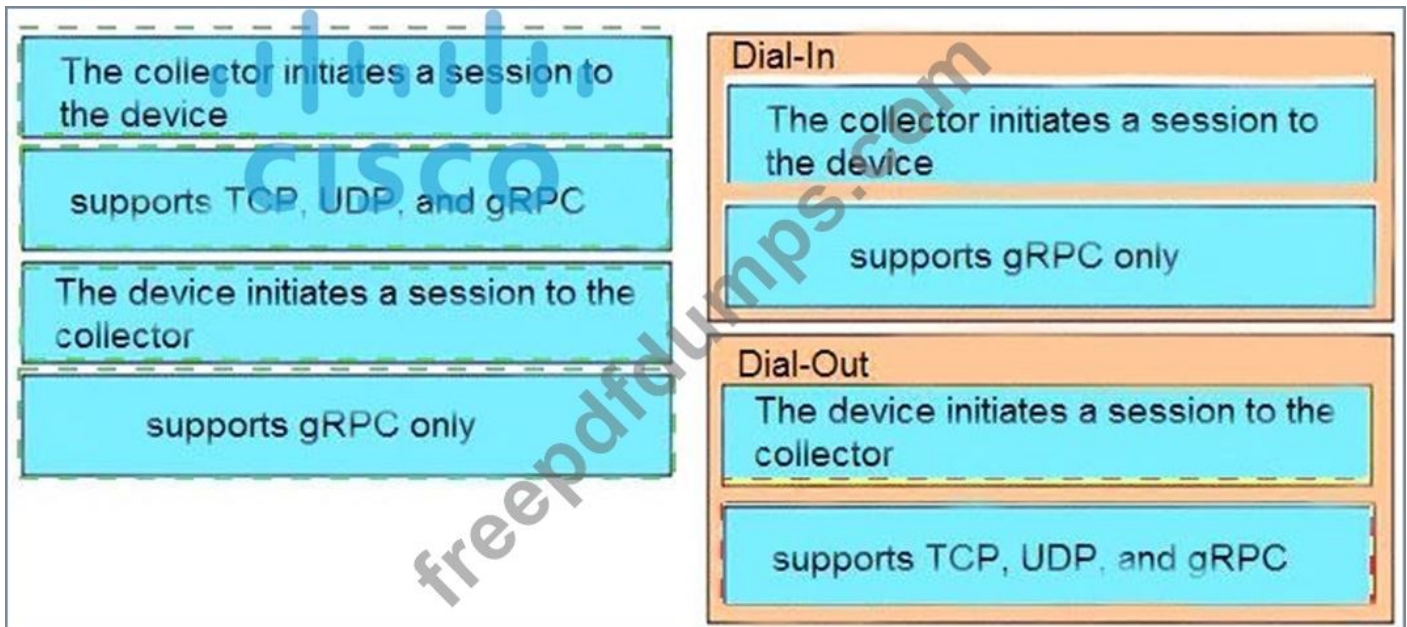 The collector initiates a session to
the device
CISCO
supports TCP, UDP, and gRPC
The device initiates a session to the
collector
supports gRPC only
Dial-In
The collector initiates a session to
the device
supports gRPC only
Dial-Out
The device initiates a session to the
collector
supports TCP, UDP, and gRPC
freepdfdumps.com